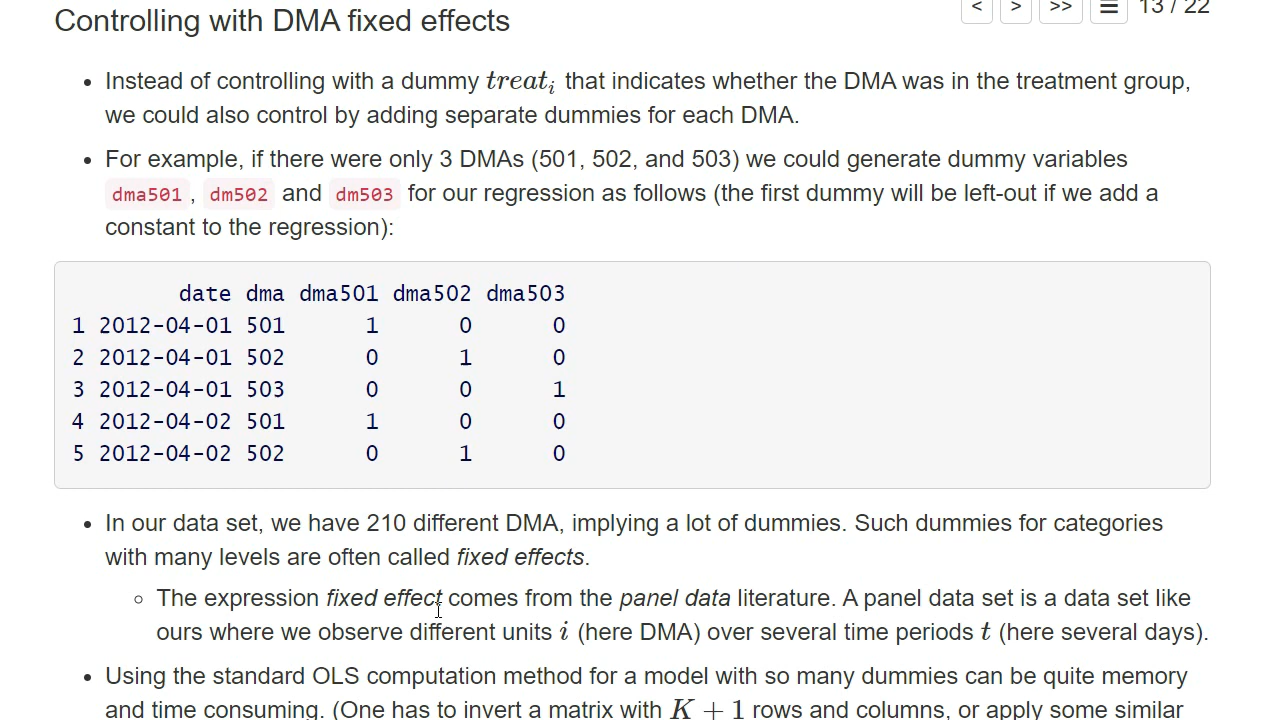 Controlling with DMA fixed effects
< > >> ☰ 13 / 22
• Instead of controlling with a dummy treat_i that indicates whether the DMA was in the treatment group,
we could also control by adding separate dummies for each DMA.
• For example, if there were only 3 DMAs (501, 502, and 503) we could generate dummy variables
dma501 , dm502 and dm503 for our regression as follows (the first dummy will be left-out if we add a
constant to the regression):
date dma dma501 dma502 dma503
1 2012-04-01 501 1 0 0
2 2012-04-01 502 0 1 0
3 2012-04-01 503 0 0 1
4 2012-04-02 501 1 0 0
5 2012-04-02 502 0 1 0
• In our data set, we have 210 different DMA, implying a lot of dummies. Such dummies for categories
with many levels are often called fixed effects.
◦ The expression fixed effect comes from the panel data literature. A panel data set is a data set like
ours where we observe different units i (here DMA) over several time periods t (here several days).
• Using the standard OLS computation method for a model with so many dummies can be quite memory
and time consuming. (One has to invert a matrix with K + 1 rows and columns, or apply some similar